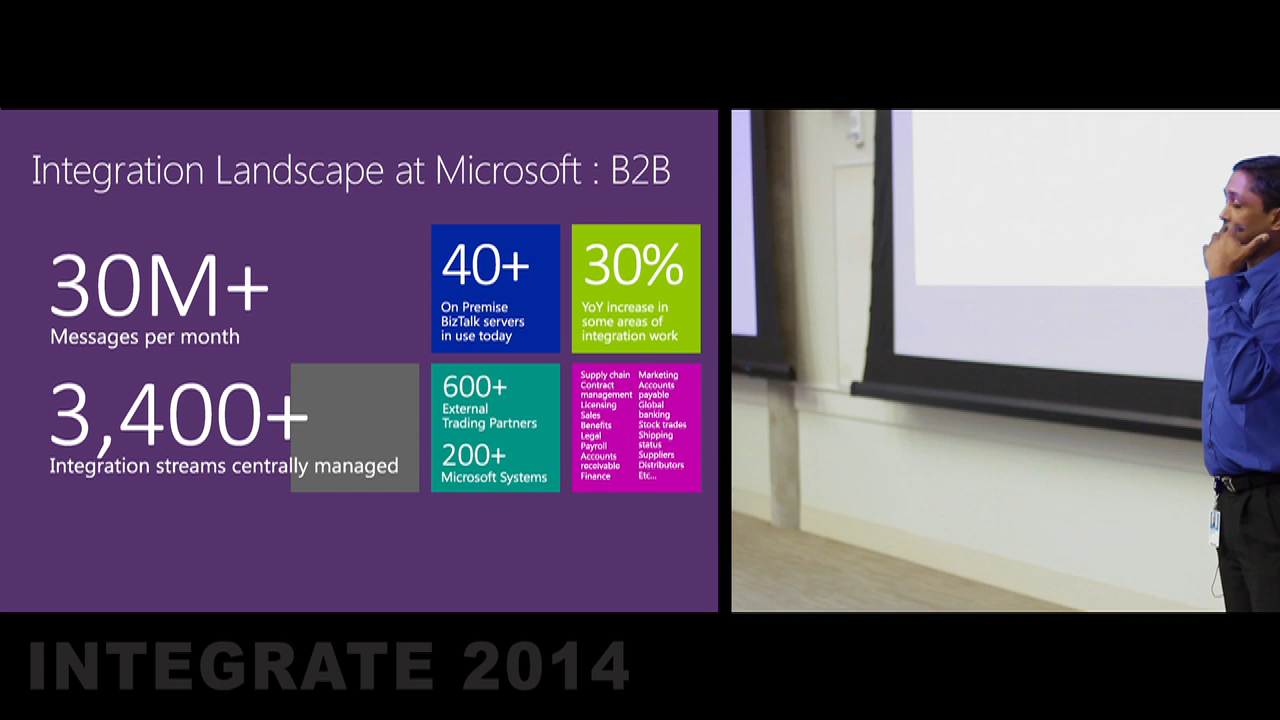 Integration Landscape at Microsoft : B2B
30M+
Messages per month
3,400+
Integration streams centrally managed
40+
On Premise
BizTalk servers
in use today
30%
YoY increase in
some areas of
integration work
600+
External
Trading Partners
200+
Microsoft Systems
Supply chain
Contract
management
Licensing
Sales
Benefits
Legal
Payroll
Accounts
receivable
Finance
Marketing
Accounts
payable
Global
banking
Stock trades
Shipping
status
Suppliers
Distributors
Etc...
INTEGRATE 2014